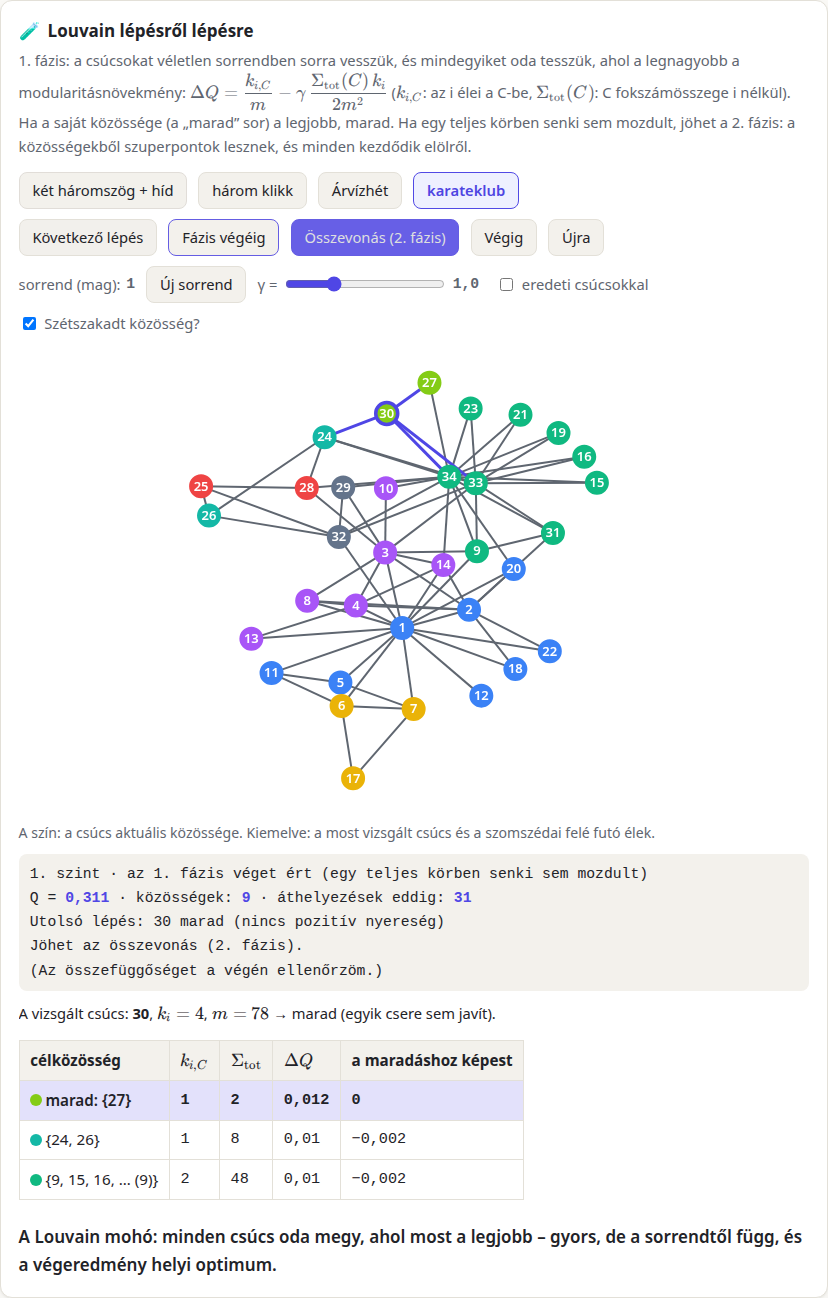 🧪 Louvain lépésről lépésre
1. fázis: a csúcsokat véletlen sorrendben sorra vesszük, és mindegyiket oda tesszük, ahol a legnagyobb a
modularitásnövekmény: ΔQ = k_{i,C}/m − γ Σ_tot(C) k_i/2m² (k_{i,C}: az i élei a C-be, Σ_tot(C): C fokszámösszege i nélkül).
Ha a saját közössége (a „marad” sor) a legjobb, marad. Ha egy teljes körben senki sem mozdult, jöhet a 2. fázis: a
közösségekből szuperpontok lesznek, és minden kezdődik elölről.
két háromszög + híd három klikk Árvízhét karateklub
Következő lépés Fázis végéig Összevonás (2. fázis) Végig Újra
sorrend (mag): 1 Új sorrend γ = 1,0 eredeti csúcsokkal
Szétszakadt közösség?
27
30 23 21
24 19
16
34 33 15
25 28 29 10
26
32 31
3 9
14 20
8 4 2
1
13
22
11 5 18
12
6 7
17
A szín: a csúcs aktuális közössége. Kiemelve: a most vizsgált csúcs és a szomszédai felé futó élek.
1. szint · az 1. fázis véget ért (egy teljes körben senki sem mozdult)
Q = 0,311 · közösségek: 9 · áthelyezések eddig: 31
Utolsó lépés: 30 marad (nincs pozitív nyereség)
Jöhet az összevonás (2. fázis).
(Az összefüggőséget a végén ellenőrzöm.)
A vizsgált csúcs: 30, k_i = 4, m = 78 → marad (egyik csere sem javít).
célközösség k_{i,C} Σ_tot ΔQ a maradáshoz képest
marad: {27} 1 2 0,012 0
{24, 26} 1 8 0,01 −0,002
{9, 15, 16, … (9)} 2 48 0,01 −0,002
A Louvain mohó: minden csúcs oda megy, ahol most a legjobb – gyors, de a sorrendtől függ, és
a végeredmény helyi optimum.